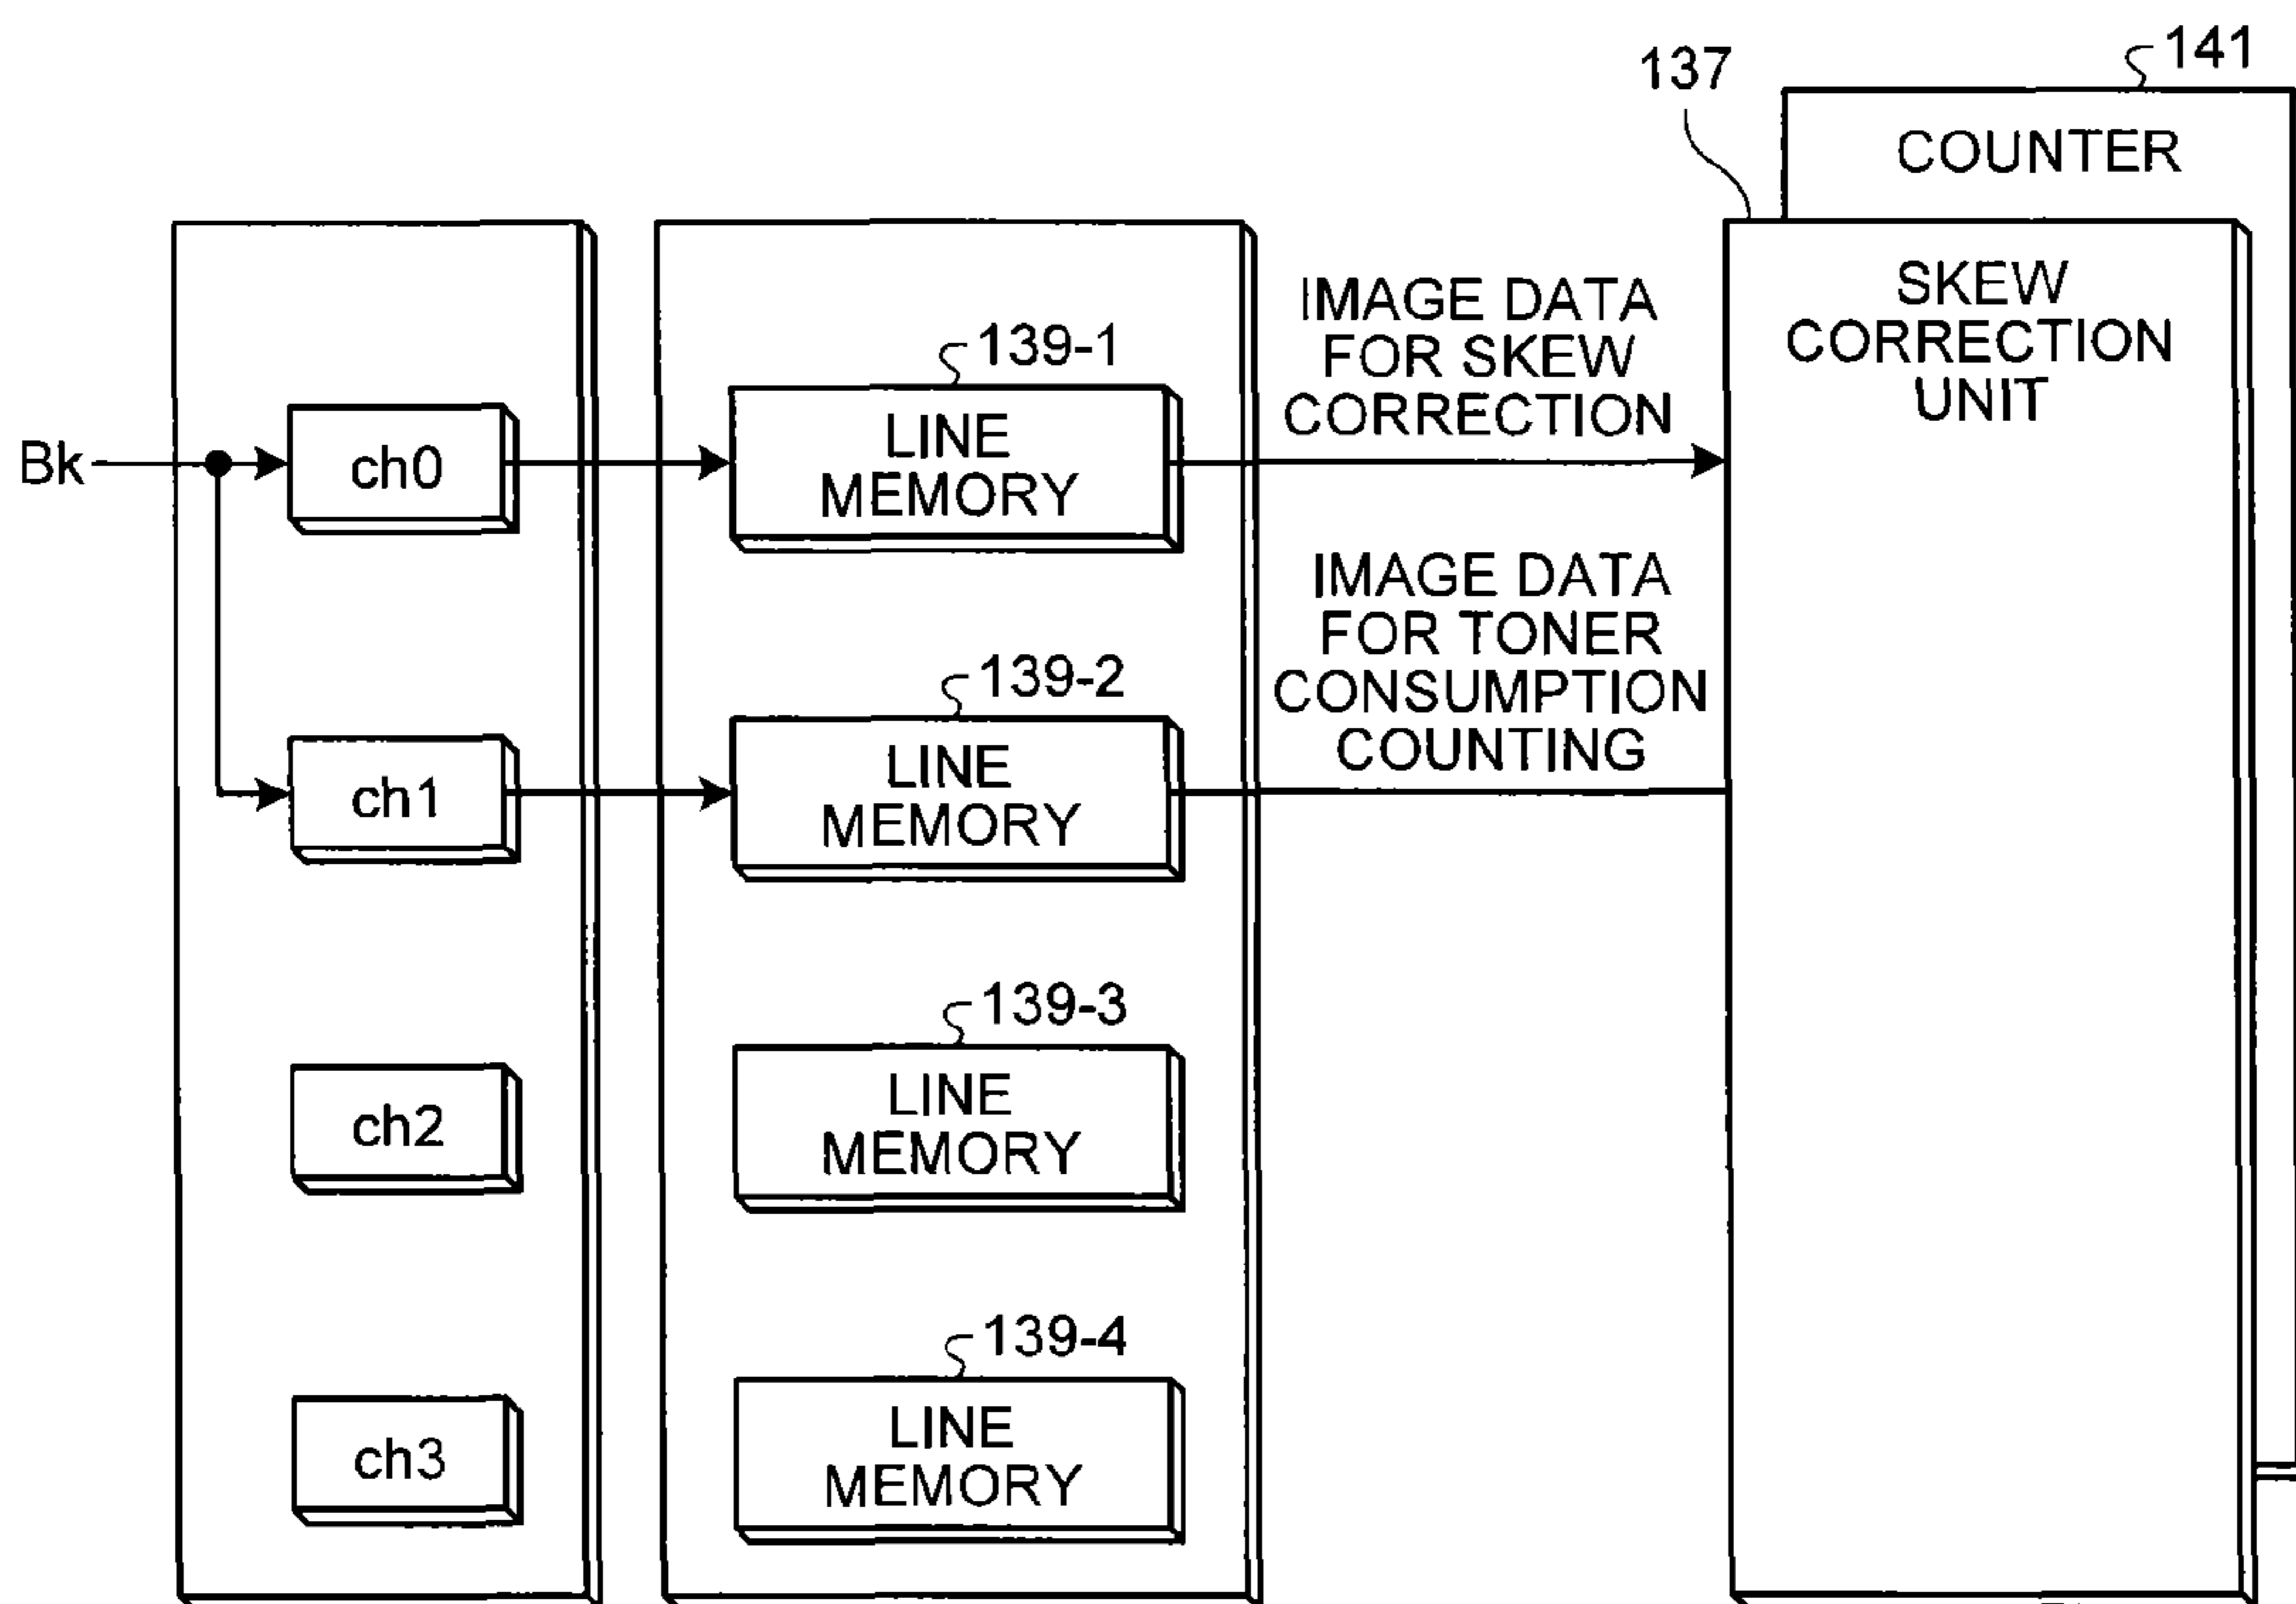 141
137
COUNTER
SKEW
CORRECTION
UNIT
IMAGE DATA
FOR SKEW
CORRECTION
139-1
LINE
MEMORY
Bk
ch0
IMAGE DATA
FOR TONER
CONSUMPTION
COUNTING
139-2
LINE
MEMORY
ch1
139-3
LINE
MEMORY
ch2
139-4
LINE
MEMORY
ch3